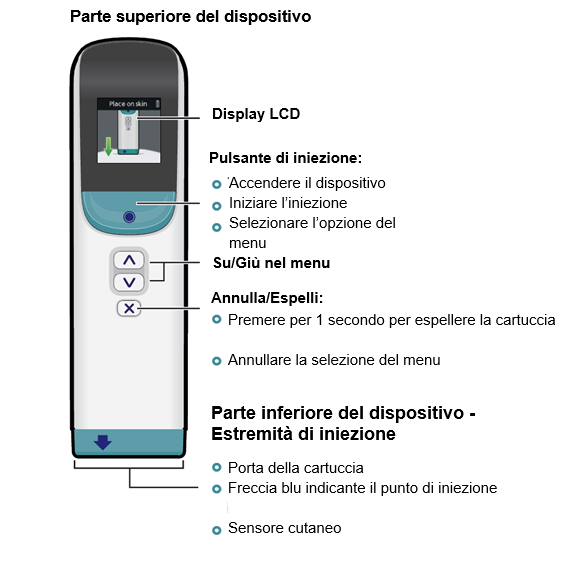 Parte superiore del dispositivo
Place on skin
Display LCD
Pulsante di iniezione:
Accendere il dispositivo
Iniziare l'iniezione
Selezionare l'opzione del
menu
Su/Giù nel menu
Annulla/Espelli:
Premere per 1 secondo per espellere la cartuccia
Annullare la selezione del menu
Parte inferiore del dispositivo -
Estremità di iniezione
Porta della cartuccia
Freccia blu indicante il punto di iniezione
Sensore cutaneo